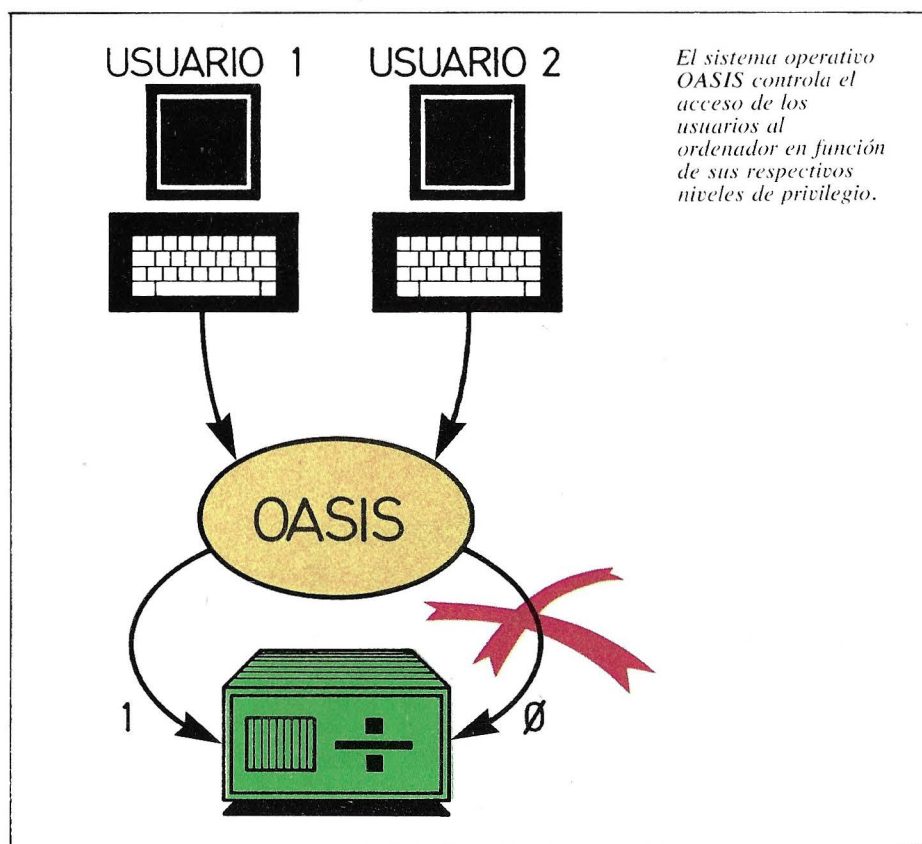 USUARIO 1 USUARIO 2
El sistema operativo
OASIS controla el
acceso de los
usuarios al
ordenador en función
de sus respectivos
niveles de privilegio.
OASIS
1 Ø